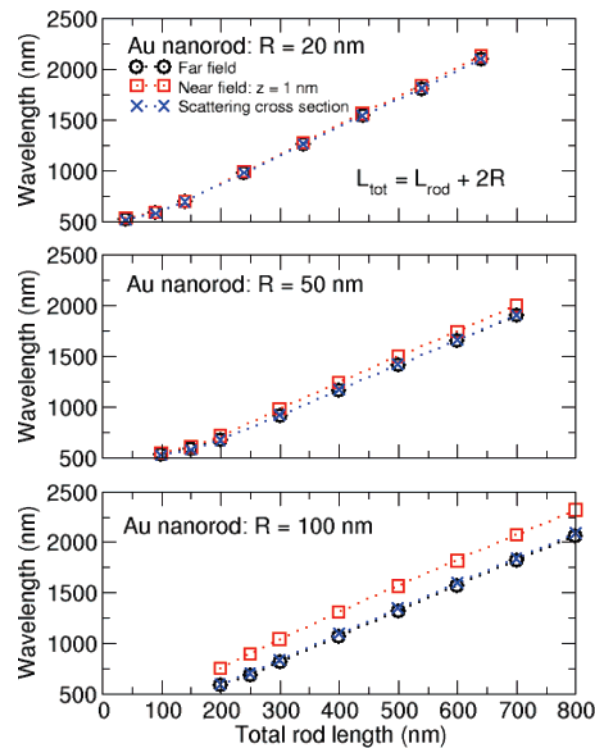 2500
Au nanorod: R = 20 nm
Far field
Near field: z = 1 nm
Scattering cross section
2000
1500
1000
500
Wavelength (nm)
L_tot = L_rod + 2R
2500
Au nanorod: R = 50 nm
2000
1500
1000
500
Wavelength (nm)
2500
Au nanorod: R = 100 nm
2000
1500
1000
500
Wavelength (nm)
0 100 200 300 400 500 600 700 800
Total rod length (nm)